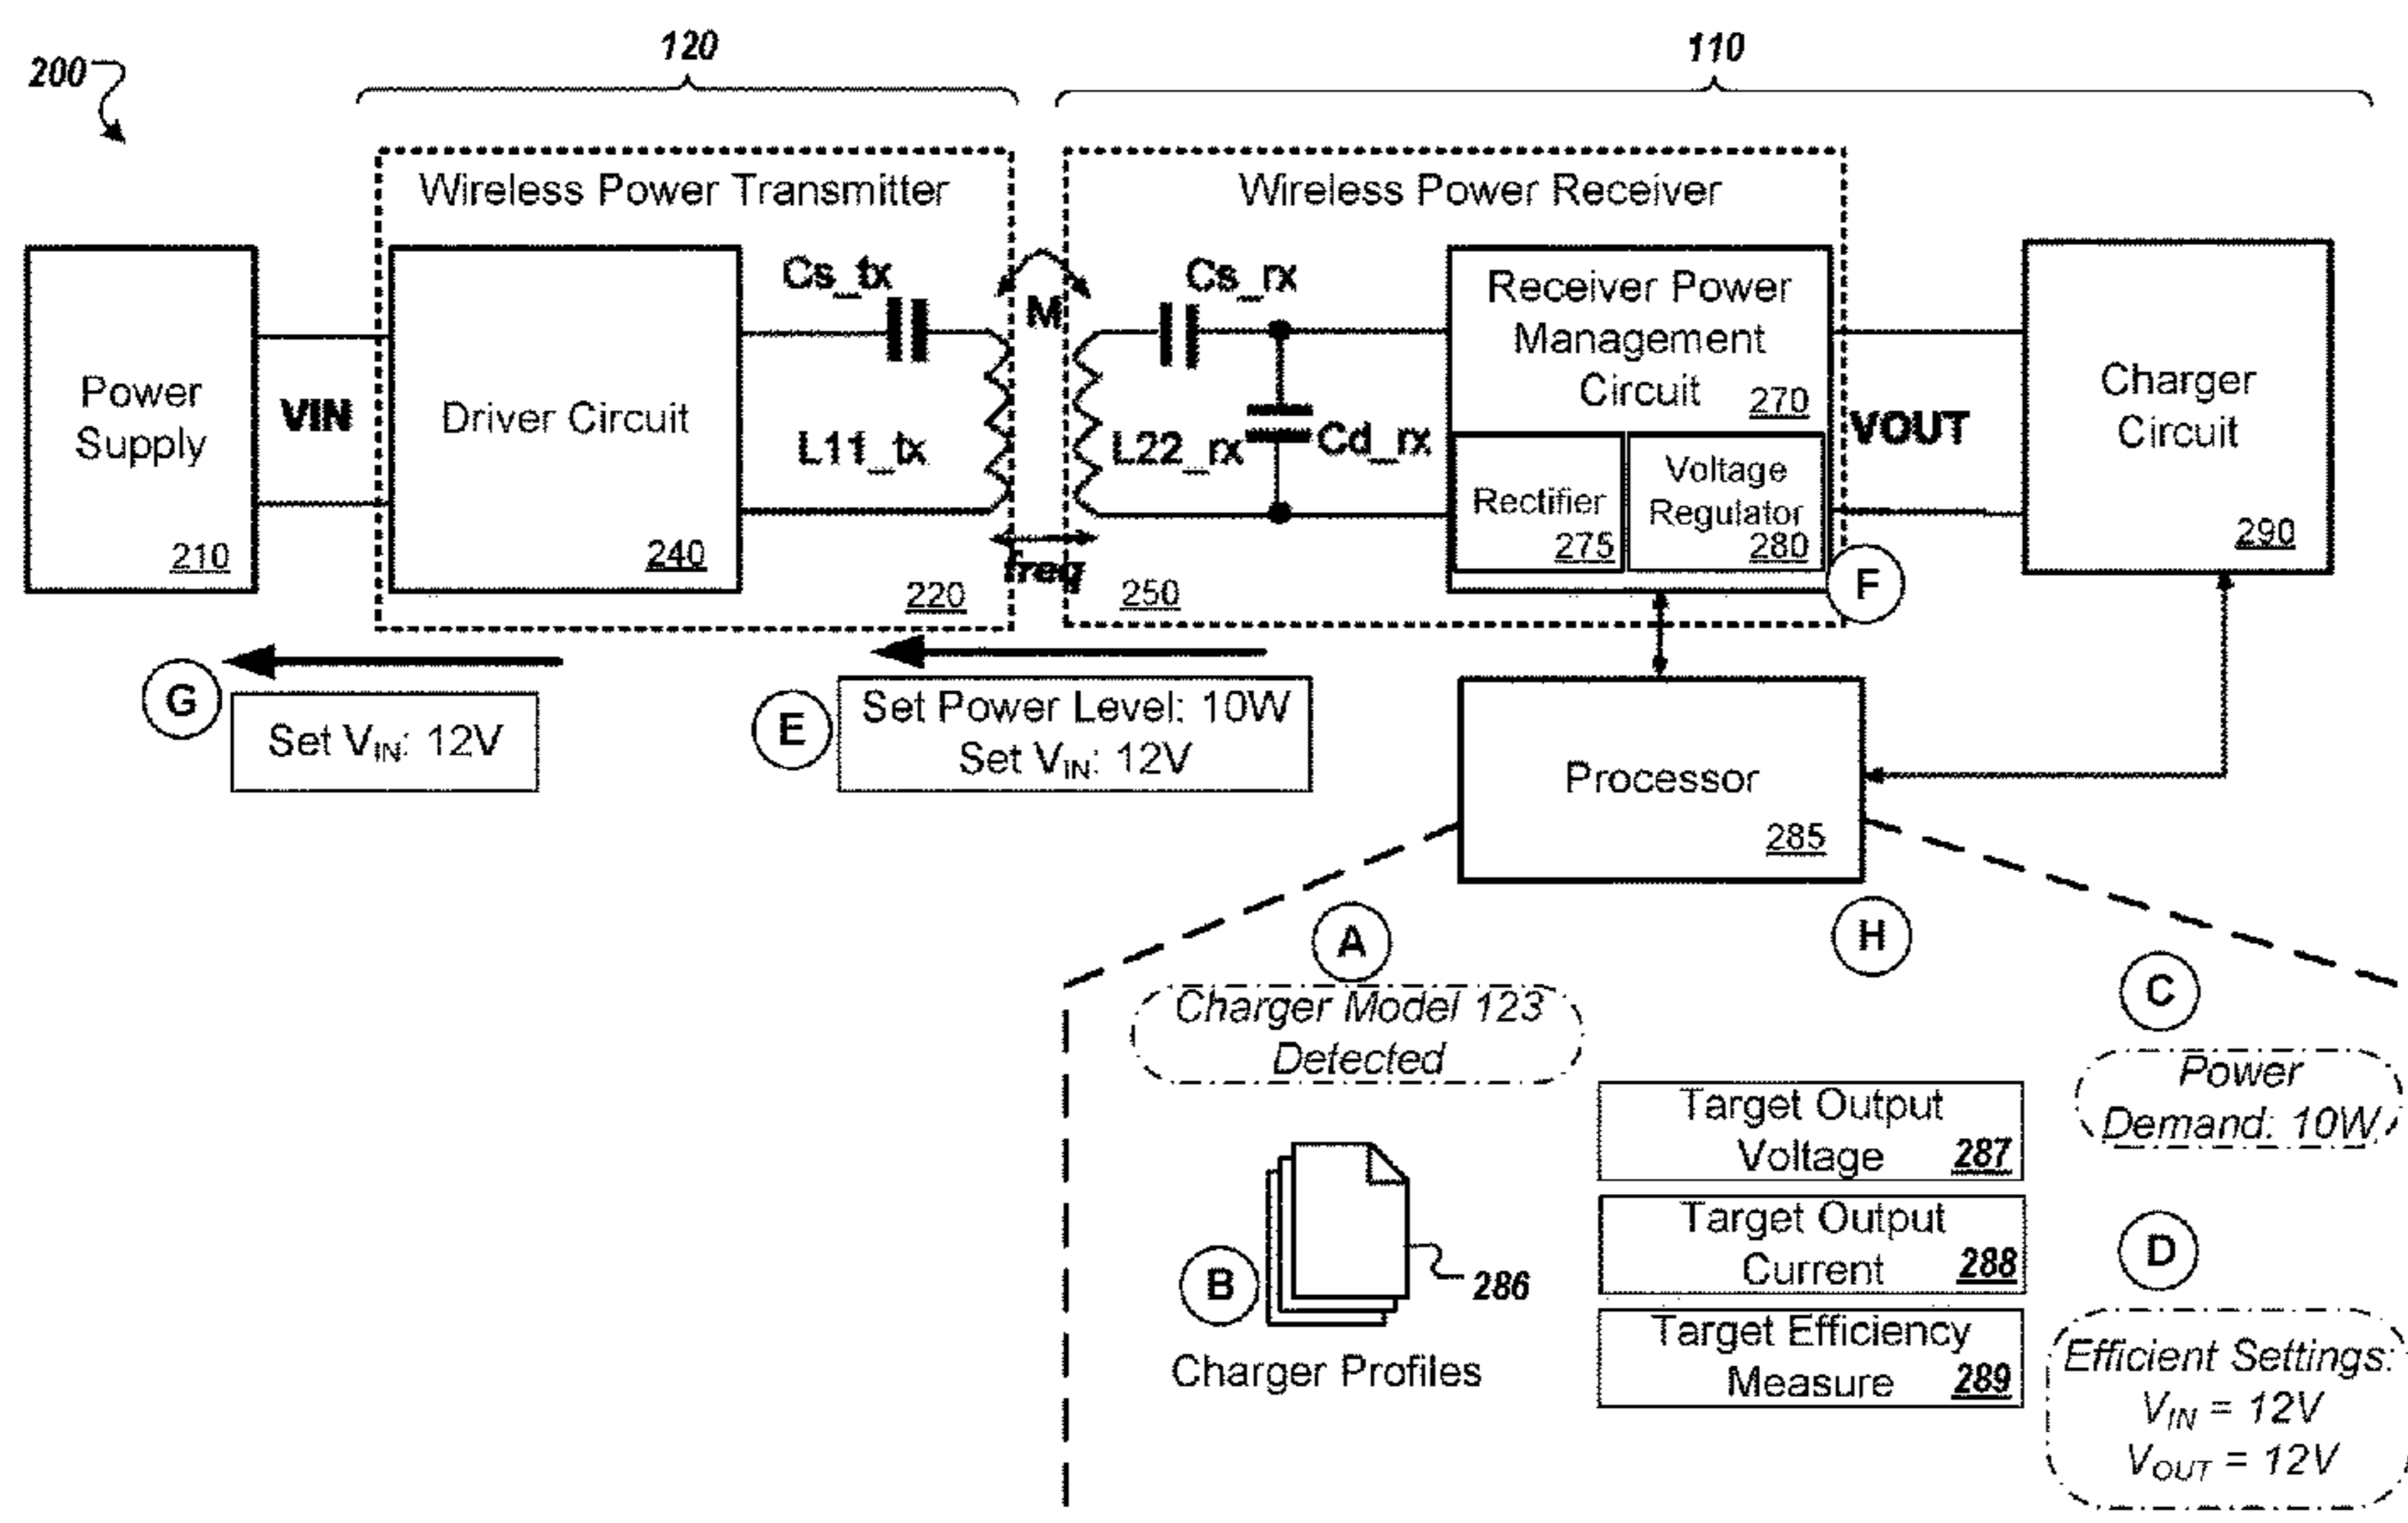 200
120
110
Wireless Power Transmitter
Wireless Power Receiver
Power
Supply
210
VIN
Driver Circuit
240
Cs_tx
L11_tx
220
M
freq
Cs_rx
L22_rx
Cd_rx
250
Receiver Power
Management
Circuit
270
Rectifier
275
Voltage
Regulator
280
F
VOUT
Charger
Circuit
290
G
Set VIN: 12V
E
Set Power Level: 10W
Set VIN: 12V
Processor
285
A
Charger Model 123
Detected
H
C
Power
Demand: 10W
B
286
Charger Profiles
Target Output
Voltage 287
Target Output
Current 288
Target Efficiency
Measure 289
D
Efficient Settings:
VIN = 12V
VOUT = 12V